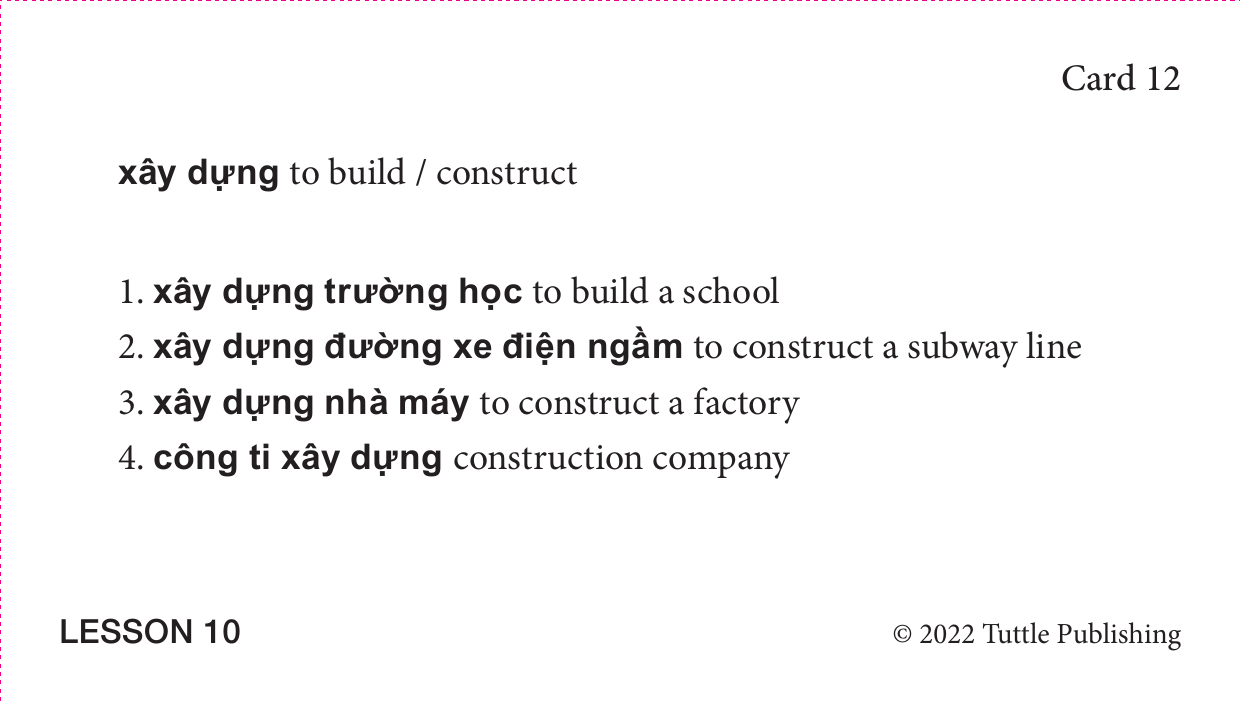 Card 12
xây dựng to build / construct
1. xây dựng trường học to build a school
2. xây dựng đường xe điện ngầm to construct a subway line
3. xây dựng nhà máy to construct a factory
4. công ti xây dựng construction company
LESSON 10
© 2022 Tuttle Publishing